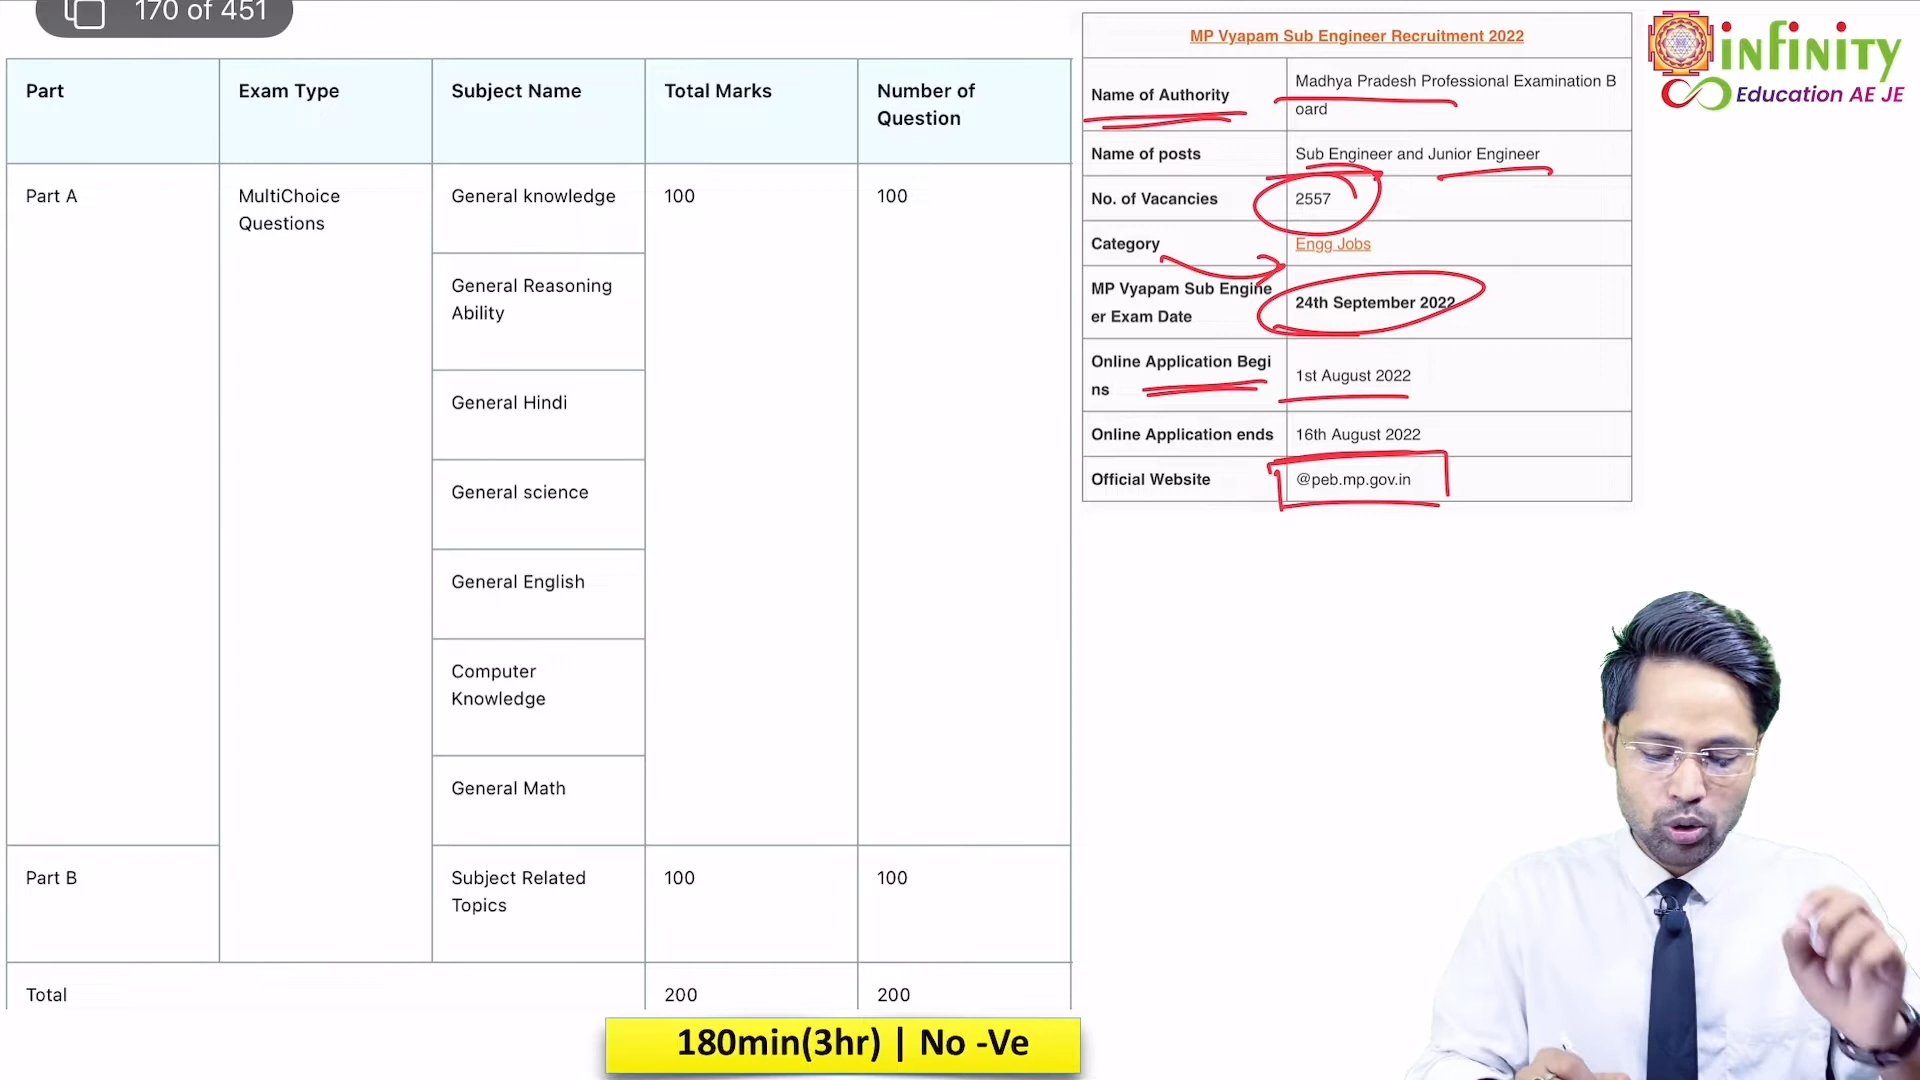 170 of 451
Part
Exam Type
Subject Name
Total Marks
Number of
Question
Part A
MultiChoice
Questions
General knowledge
100
100
General Reasoning
Ability
General Hindi
General science
General English
Computer
Knowledge
General Math
Part B
Subject Related
Topics
100
100
Total
200
200
180min(3hr) | No -Ve
MP Vyapam Sub Engineer Recruitment 2022
Name of Authority
Madhya Pradesh Professional Examination B
oard
Name of posts
Sub Engineer and Junior Engineer
No. of Vacancies
2557
Category
Engg Jobs
MP Vyapam Sub Engine
er Exam Date
24th September 2022
Online Application Begi
ns
1st August 2022
Online Application ends
16th August 2022
Official Website
@peb.mp.gov.in
infinity
Education AE JE